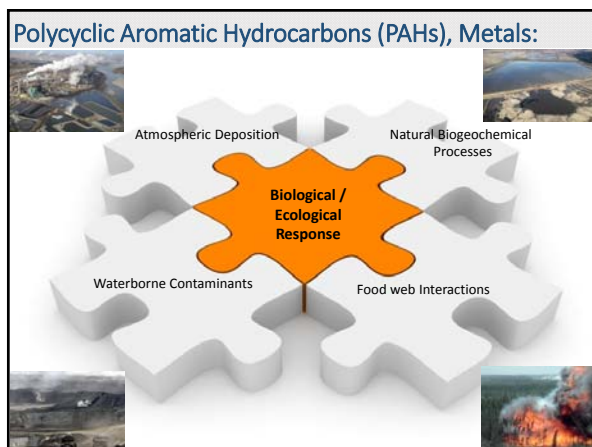 Polycyclic Aromatic Hydrocarbons (PAHs), Metals:
Atmospheric Deposition
Natural Biogeochemical
Processes
Biological /
Ecological
Response
Waterborne Contaminants
Food web Interactions